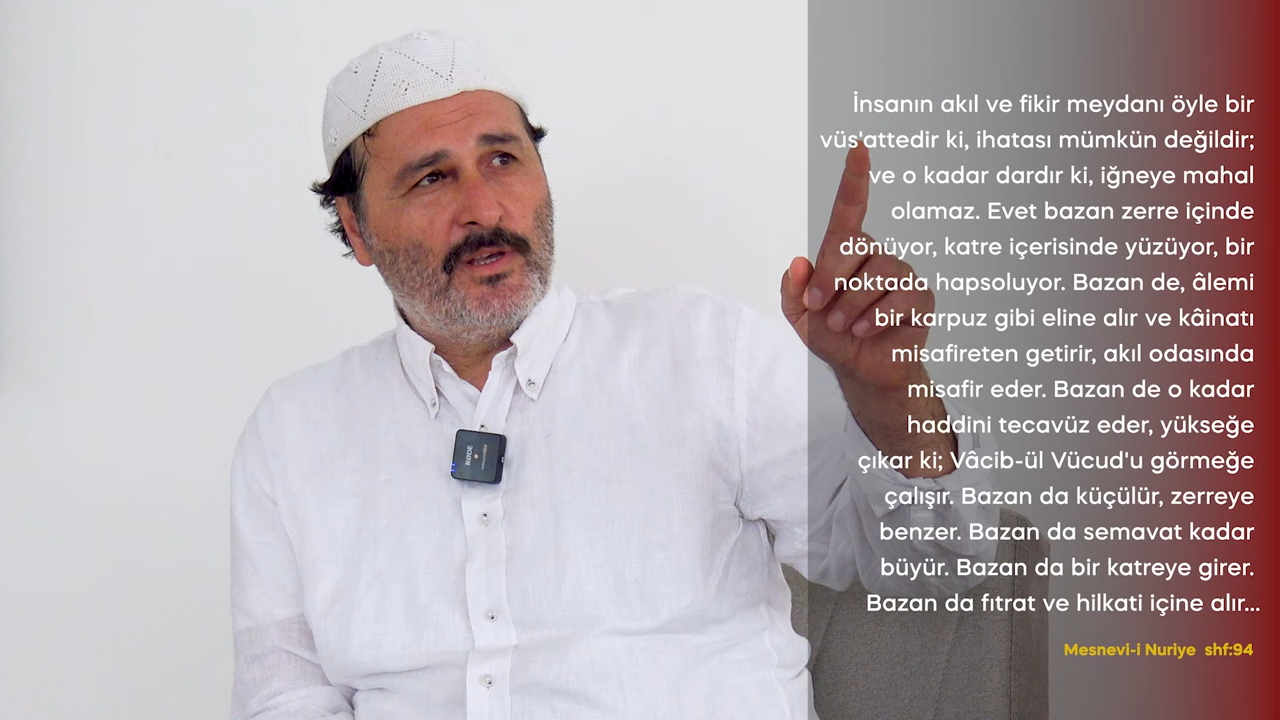 İnsanın akıl ve fikir meydanı öyle bir
vüs'attedir ki, ihatası mümkün değildir;
ve o kadar dardır ki, iğneye mahal
olamaz. Evet bazan zerre içinde
dönüyor, katre içerisinde yüzüyor, bir
noktada hapsoluyor. Bazan de, âlemi
bir karpuz gibi eline alır ve kâinatı
misafireten getirir, akıl odasında
misafir eder. Bazan de o kadar
haddini tecavüz eder, yükseğe
çıkar ki; Vâcib-ül Vücud'u görmeğe
çalışır. Bazan da küçülür, zerreye
benzer. Bazan da semavat kadar
büyür. Bazan da bir katreye girer.
Bazan da fıtrat ve hilkati içine alır...
Mesnevi-i Nuriye shf:94
RØDE